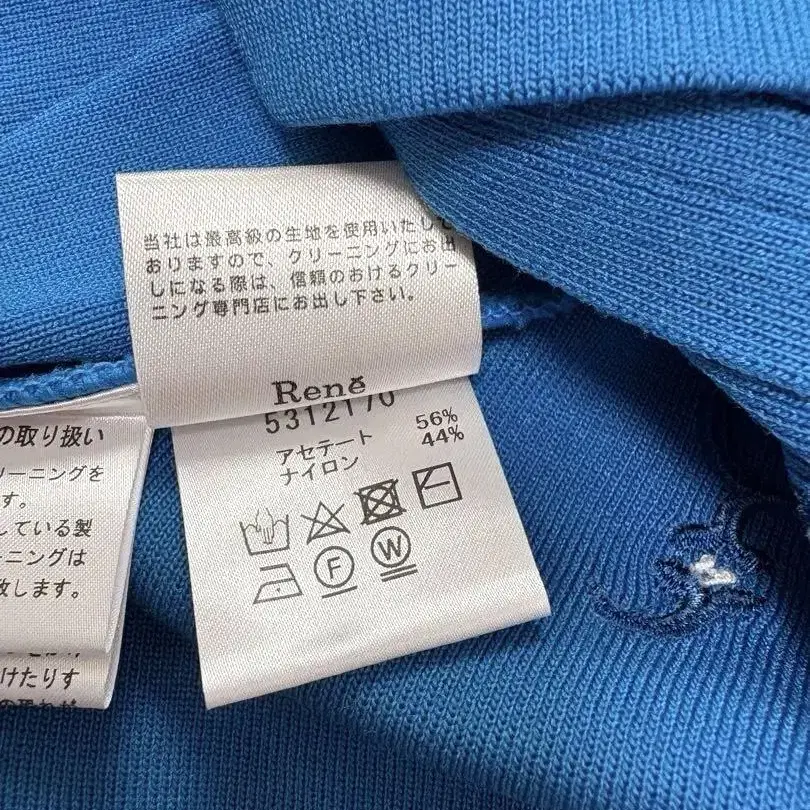 当社は最高級の生地を使用いたして
おりますので、クリーニングにお出
しになる際は、信頼のおけるクリー
ニング専門店にお出し下さい。
René
5312170
アセテート 56%
ナイロン 44%
F
W
の取り扱い
リーニングを
す。
している製
ーニングは
致します。
けたりす